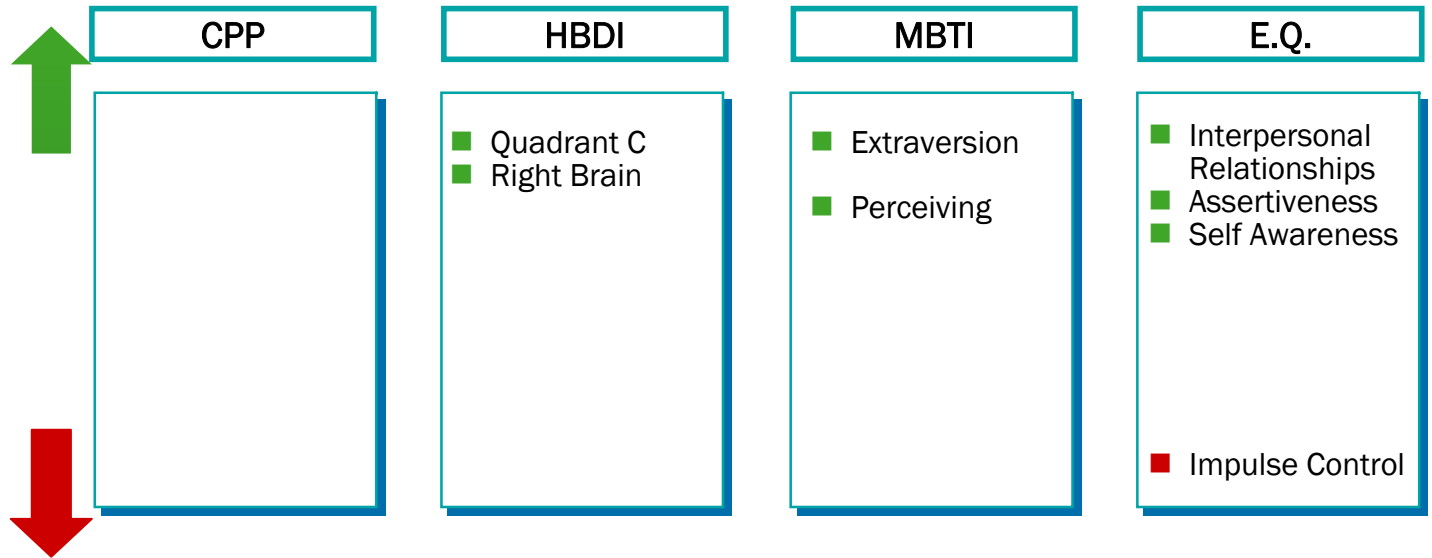 CPP
HBDI
MBTI
E.Q.
Quadrant C
Right Brain
Extraversion
Perceiving
Interpersonal
Relationships
Assertiveness
Self Awareness
Impulse Control